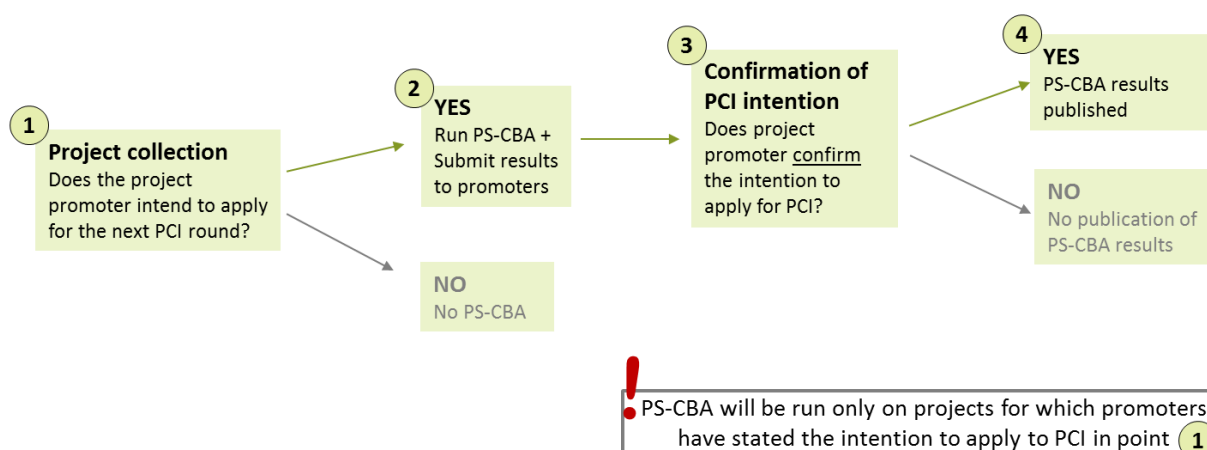 1
Project collection
Does the project
promoter intend to apply
for the next PCI round?
2
YES
Run PS-CBA +
Submit results
to promoters
NO
No PS-CBA
3
Confirmation of
PCI intention
Does project
promoter confirm
the intention to
apply for PCI?
4
YES
PS-CBA results
published
NO
No publication of
PS-CBA results
!
PS-CBA will be run only on projects for which promoters
have stated the intention to apply to PCI in point 1